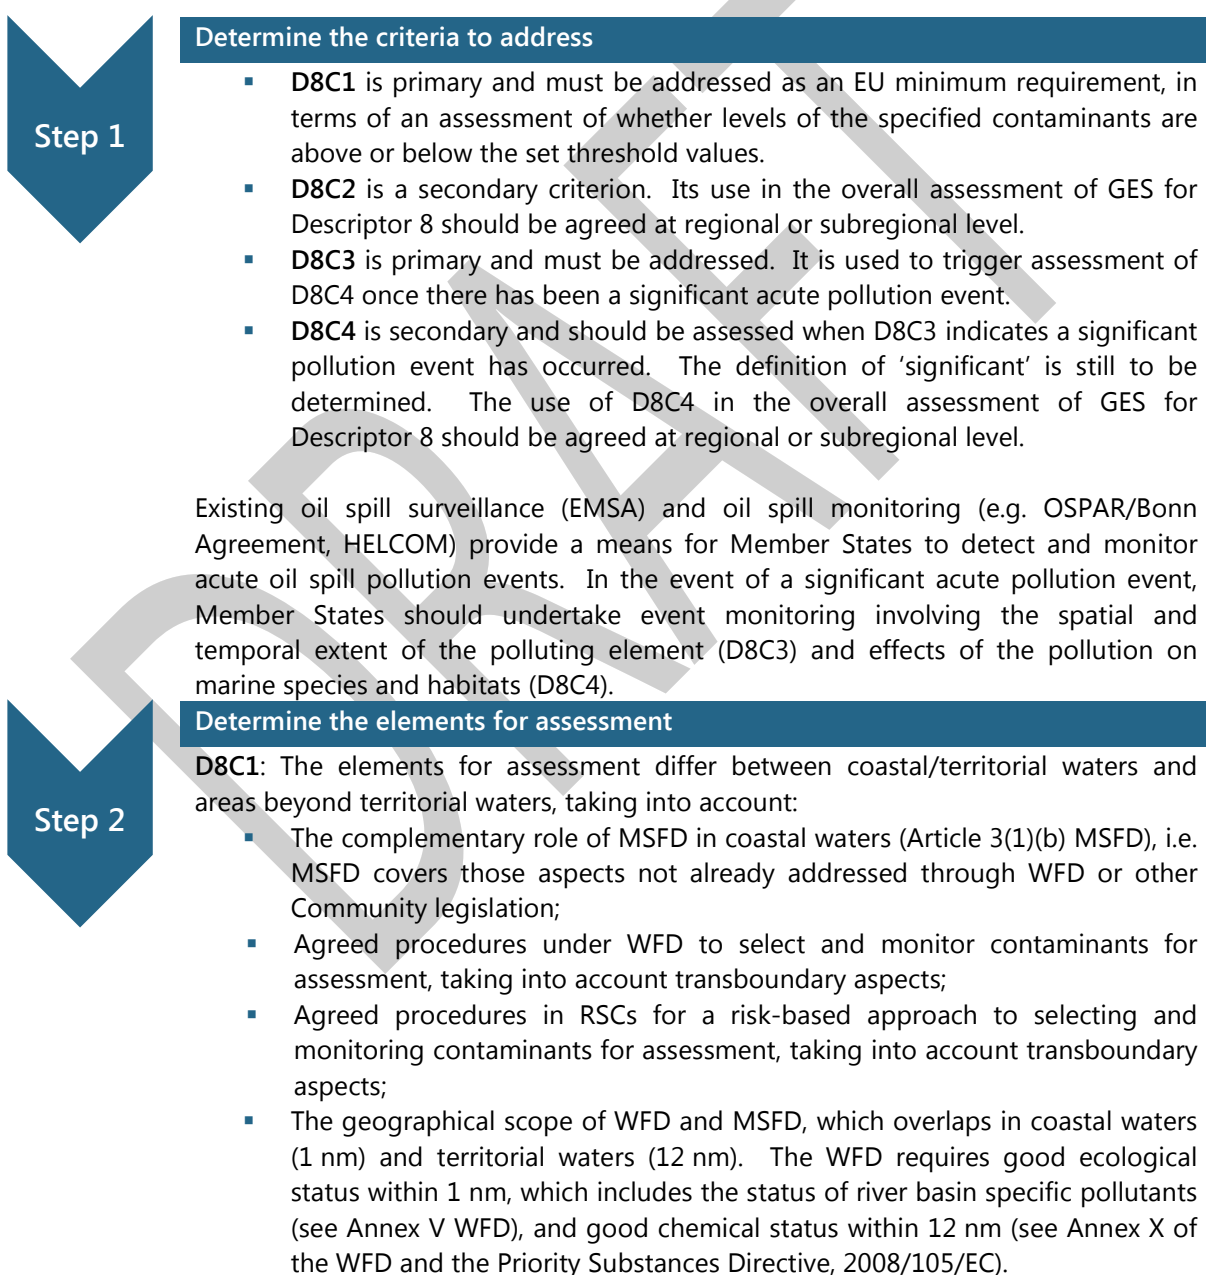 Step 1
Determine the criteria to address
▪ D8C1 is primary and must be addressed as an EU minimum requirement, in
terms of an assessment of whether levels of the specified contaminants are
above or below the set threshold values.
▪ D8C2 is a secondary criterion. Its use in the overall assessment of GES for
Descriptor 8 should be agreed at regional or subregional level.
▪ D8C3 is primary and must be addressed. It is used to trigger assessment of
D8C4 once there has been a significant acute pollution event.
▪ D8C4 is secondary and should be assessed when D8C3 indicates a significant
pollution event has occurred. The definition of ‘significant’ is still to be
determined. The use of D8C4 in the overall assessment of GES for
Descriptor 8 should be agreed at regional or subregional level.
Existing oil spill surveillance (EMSA) and oil spill monitoring (e.g. OSPAR/Bonn
Agreement, HELCOM) provide a means for Member States to detect and monitor
acute oil spill pollution events. In the event of a significant acute pollution event,
Member States should undertake event monitoring involving the spatial and
temporal extent of the polluting element (D8C3) and effects of the pollution on
marine species and habitats (D8C4).
Step 2
Determine the elements for assessment
D8C1: The elements for assessment differ between coastal/territorial waters and
areas beyond territorial waters, taking into account:
▪ The complementary role of MSFD in coastal waters (Article 3(1)(b) MSFD), i.e.
MSFD covers those aspects not already addressed through WFD or other
Community legislation;
▪ Agreed procedures under WFD to select and monitor contaminants for
assessment, taking into account transboundary aspects;
▪ Agreed procedures in RSCs for a risk-based approach to selecting and
monitoring contaminants for assessment, taking into account transboundary
aspects;
▪ The geographical scope of WFD and MSFD, which overlaps in coastal waters
(1 nm) and territorial waters (12 nm). The WFD requires good ecological
status within 1 nm, which includes the status of river basin specific pollutants
(see Annex V WFD), and good chemical status within 12 nm (see Annex X of
the WFD and the Priority Substances Directive, 2008/105/EC).
DRAFT